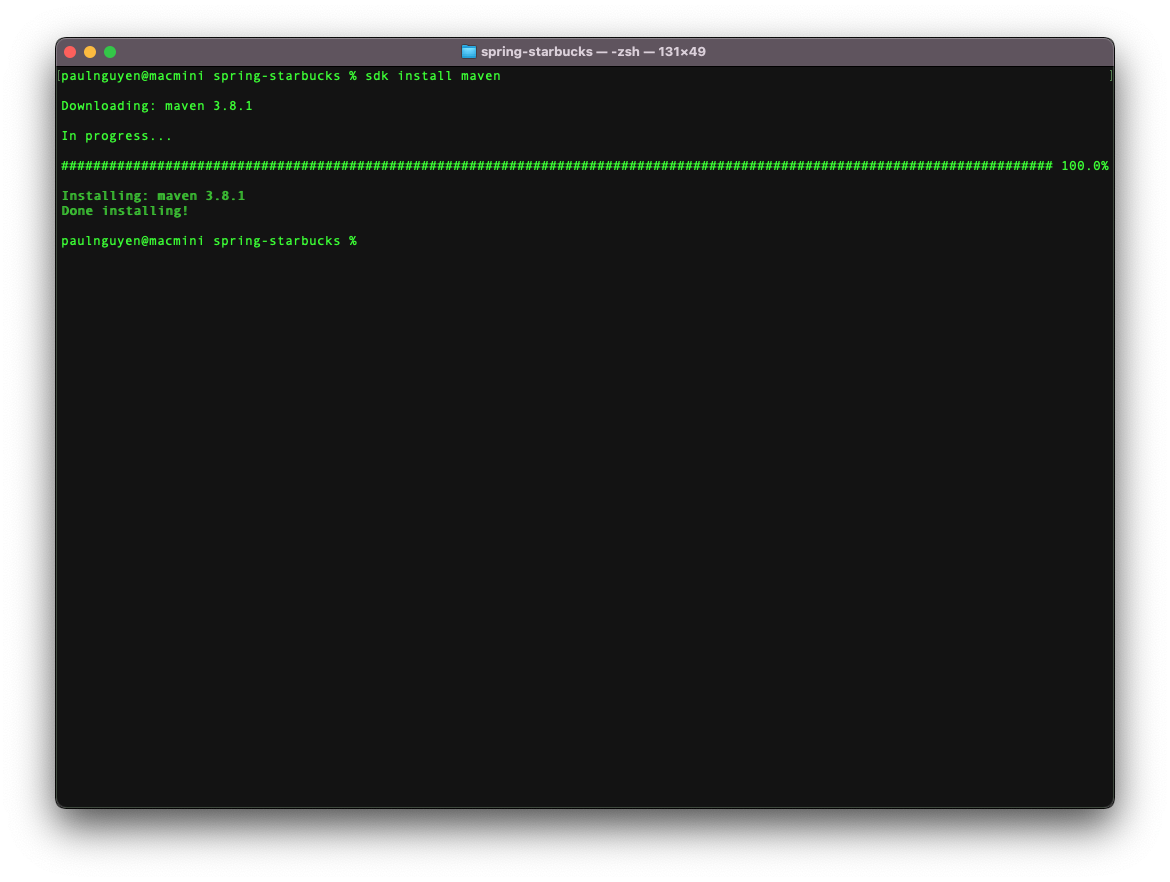 spring-starbucks — -zsh — 131×49
[paulnguyen@macmini spring-starbucks % sdk install maven ]
Downloading: maven 3.8.1
In progress...
############################################################################################################################ 100.0%
Installing: maven 3.8.1
Done installing!
paulnguyen@macmini spring-starbucks %